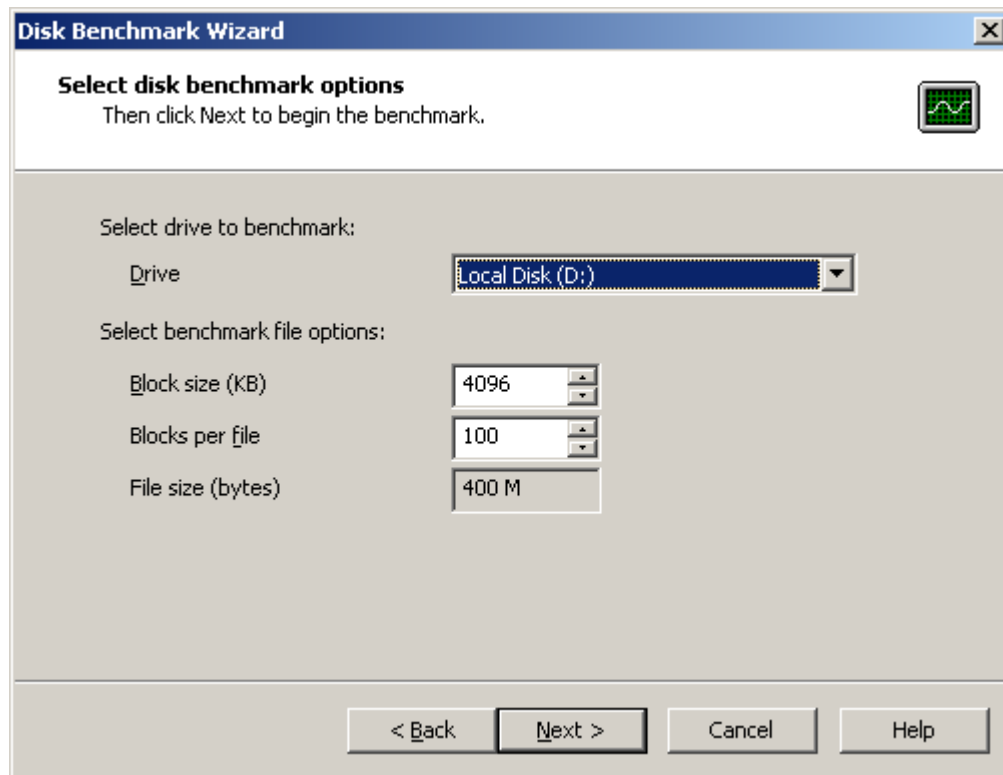 Disk Benchmark Wizard
Select disk benchmark options
Then click Next to begin the benchmark.
Select drive to benchmark:
Drive Local Disk (D:)
Select benchmark file options:
Block size (KB) 4096
Blocks per file 100
File size (bytes) 400 M
< Back Next > Cancel Help